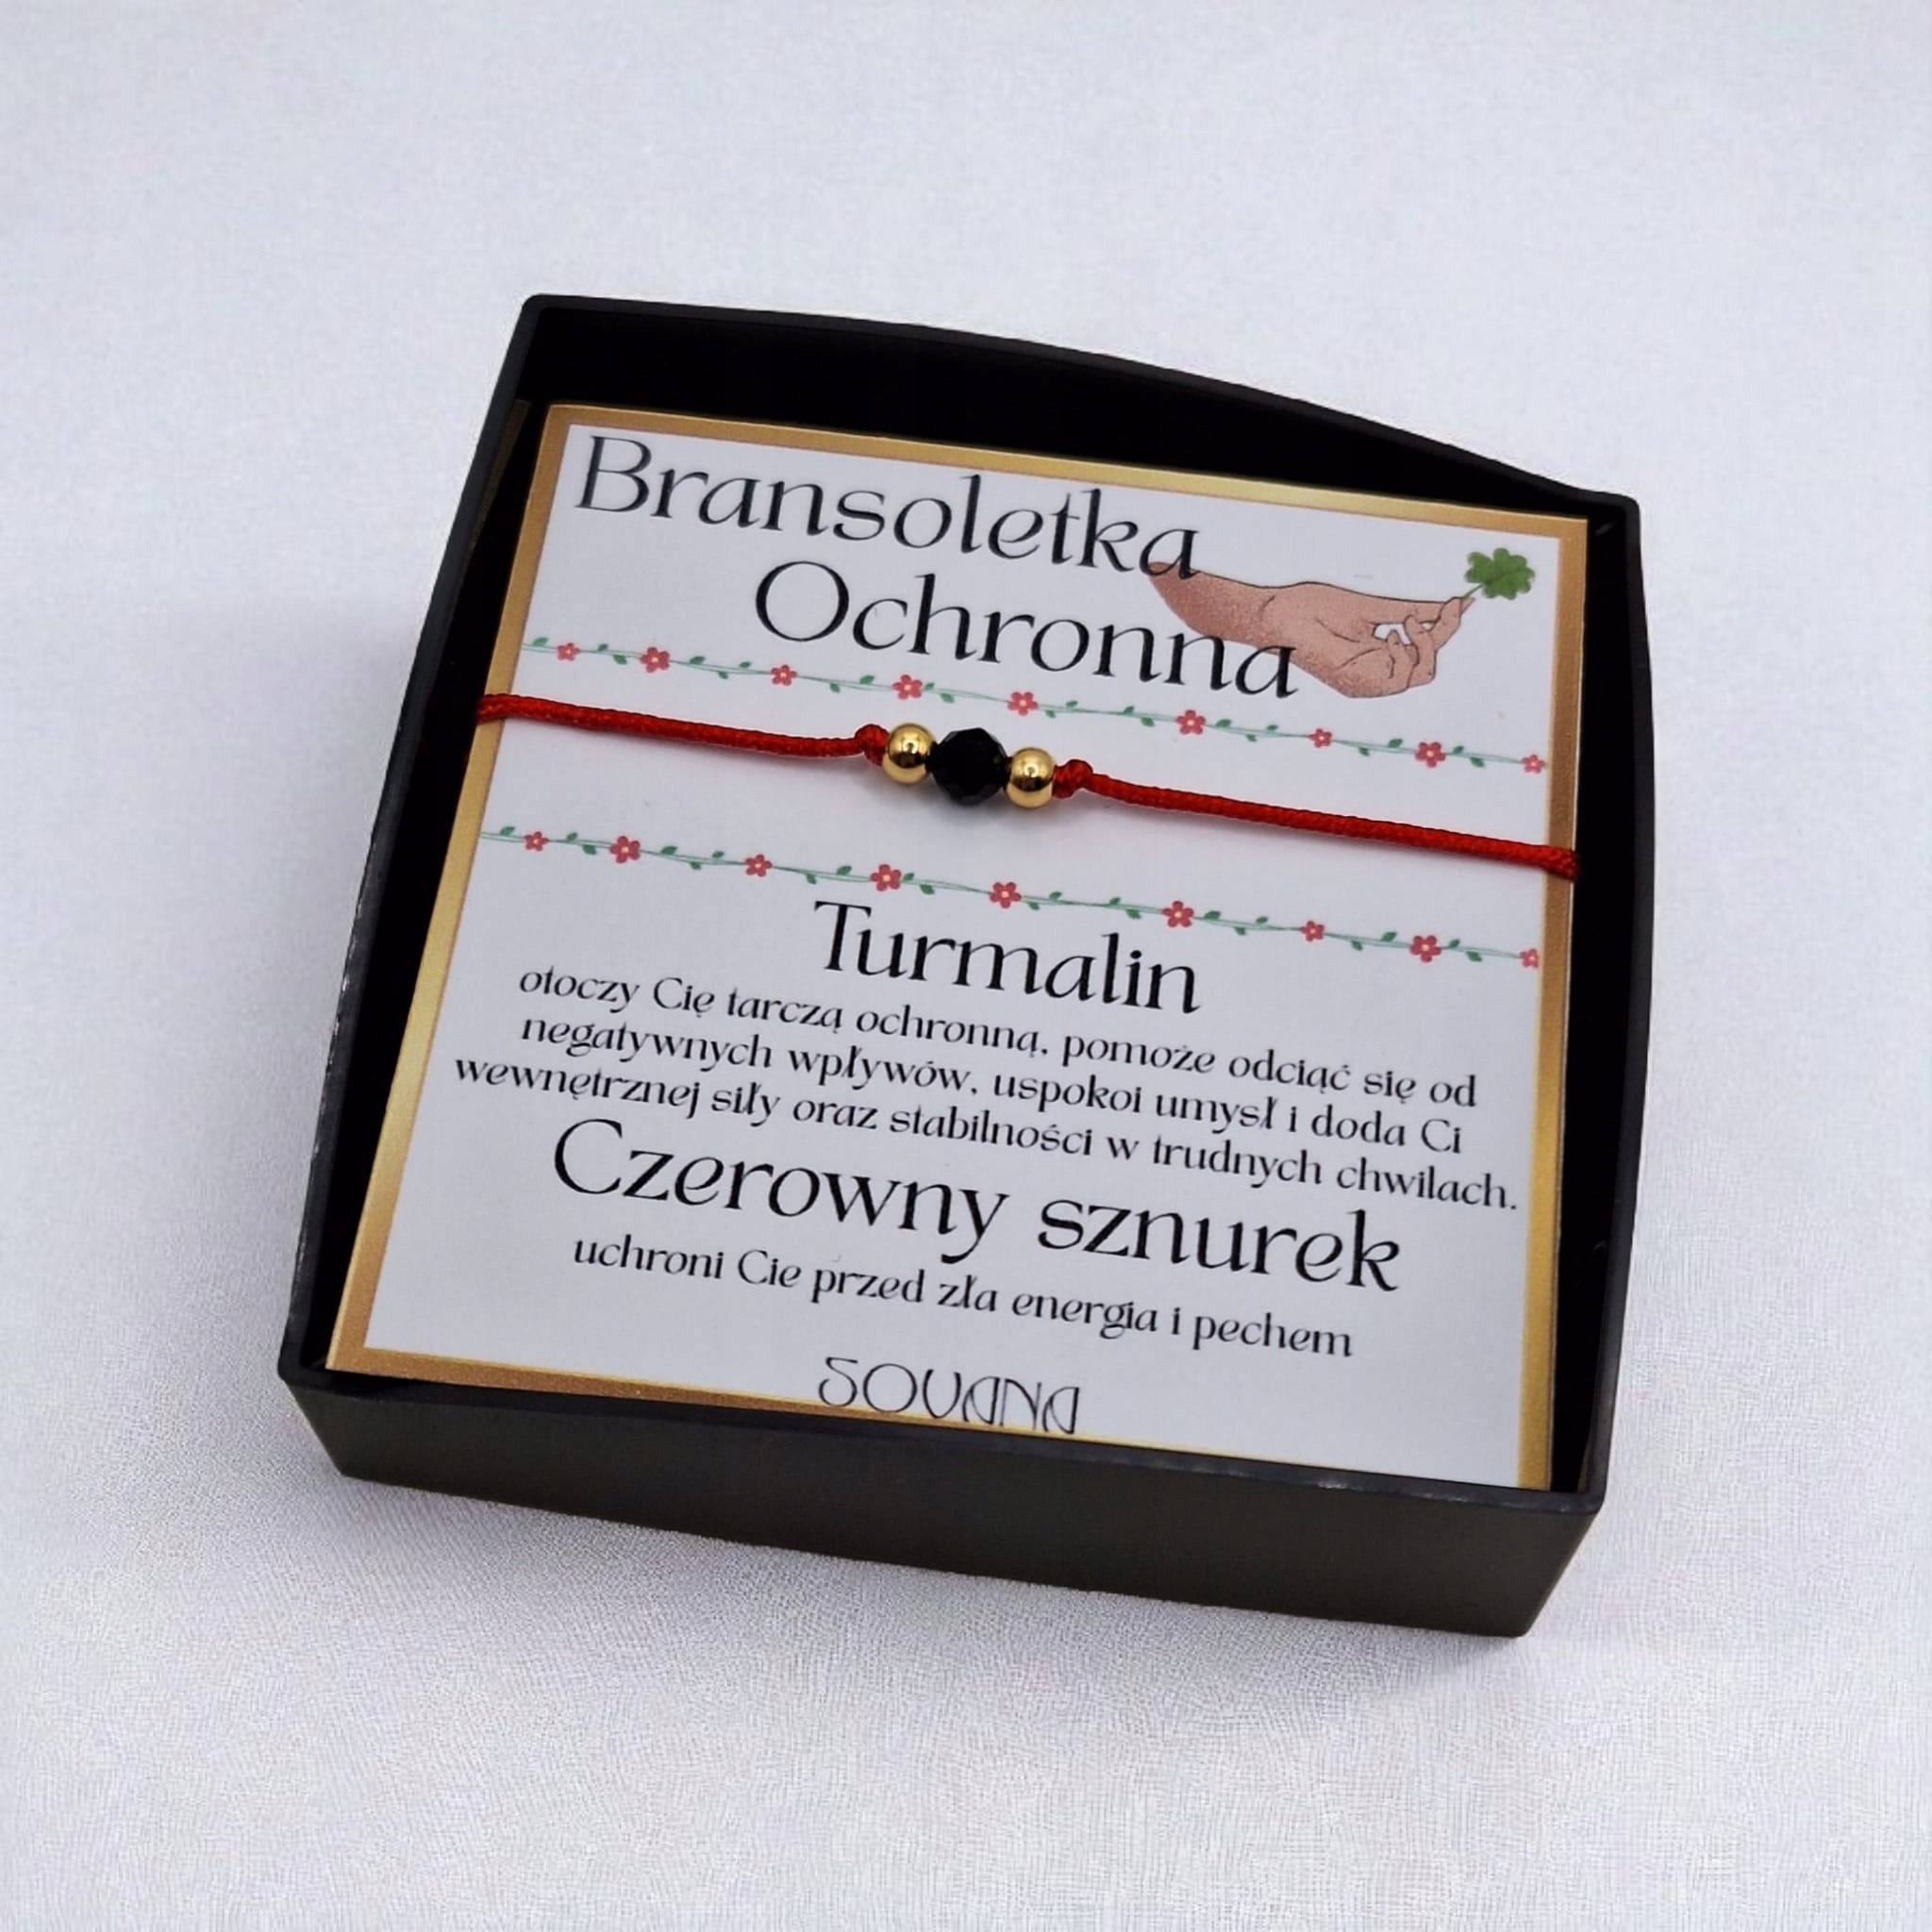 Bransoletka
Ochronna
Turmalin
otoczy Cię tarczą ochronną, pomoże odciąć się od
negatywnych wpływów, uspokoi umysł i doda Ci
wewnętrznej siły oraz stabilności w trudnych chwilach.
Czerowny sznurek
uchroni Cie przed zła energia i pechem
SOVANA